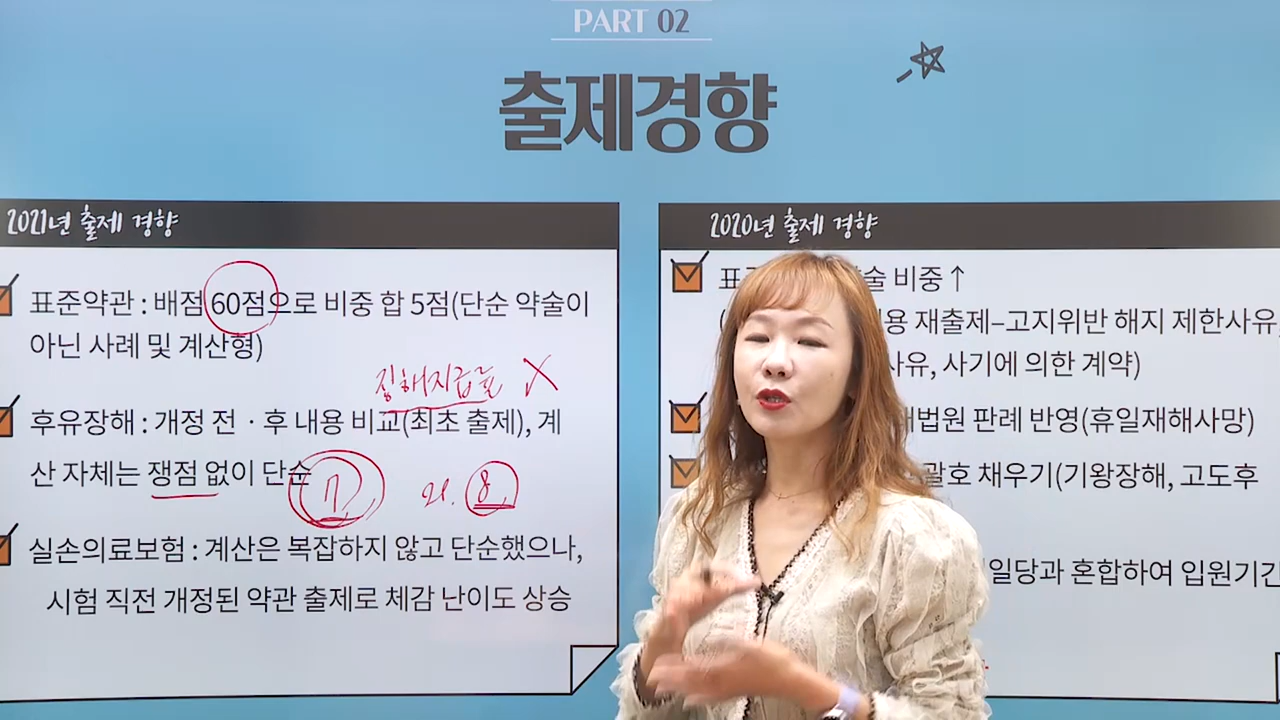 PART 02
출제경향
2021년 출제 경향
표준약관 : 배점 60점으로 비중 합 5점(단순 약술이
아닌 사례 및 계산형)
장해지급률 X
후유장해 : 개정 전·후 내용 비교(최초 출제), 계
산 자체는 쟁점 없이 단순
21. 8,
실손의료보험 : 계산은 복잡하지 않고 단순했으나,
시험 직전 개정된 약관 출제로 체감 난이도 상승
2020년 출제 경향
비중↑
재출제–고지위반 해지 제한사유,
사유, 사기에 의한 계약)
판례 반영(휴일재해사망)
괄호 채우기(기왕장해, 고도후
일당과 혼합하여 입원기간